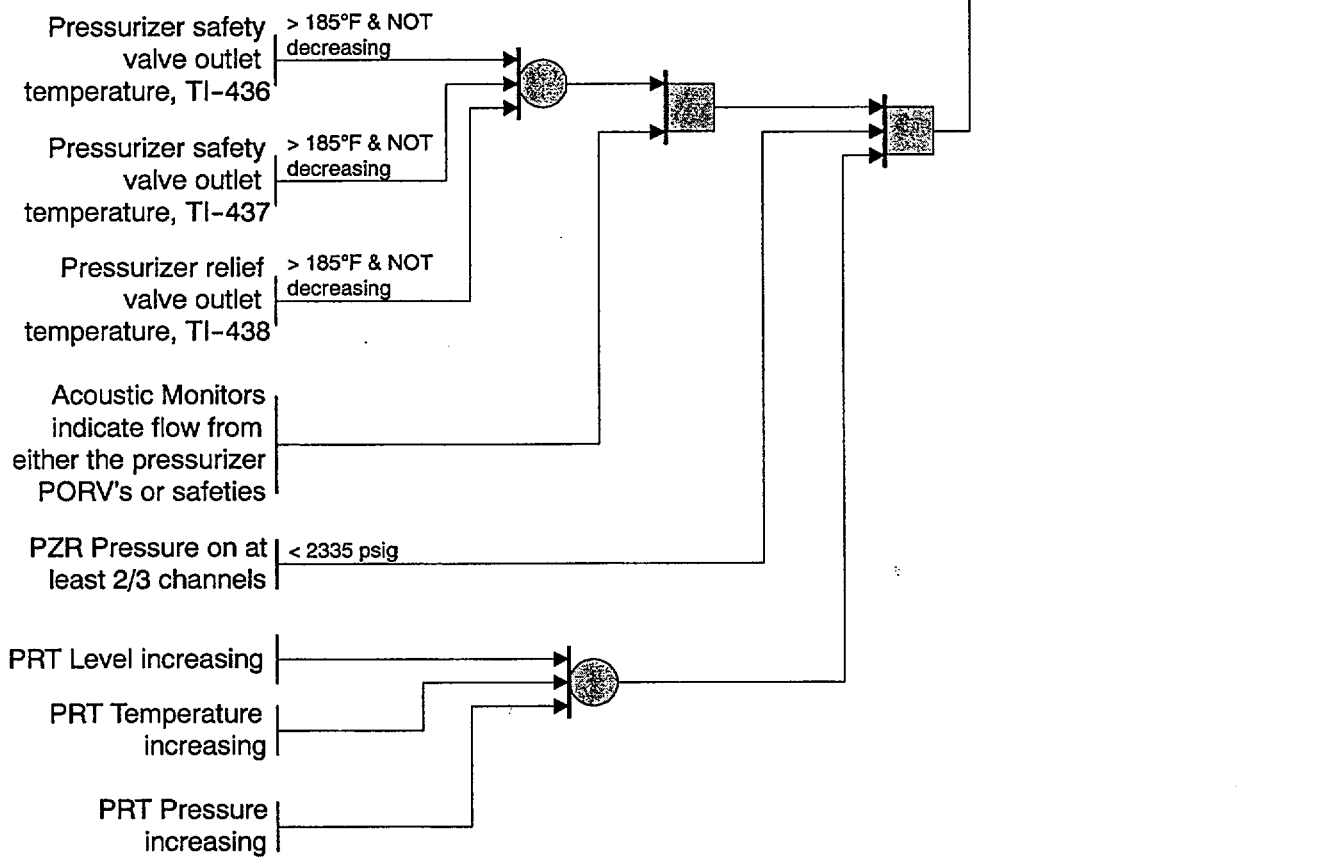 Pressurizer safety
valve outlet
temperature, TI-436
> 185°F & NOT
decreasing
Pressurizer safety
valve outlet
temperature, TI-437
> 185°F & NOT
decreasing
Pressurizer relief
valve outlet
temperature, TI-438
> 185°F & NOT
decreasing
Acoustic Monitors
indicate flow from
either the pressurizer
PORV's or safeties
PZR Pressure on at
least 2/3 channels
< 2335 psig
PRT Level increasing
PRT Temperature
increasing
PRT Pressure
increasing